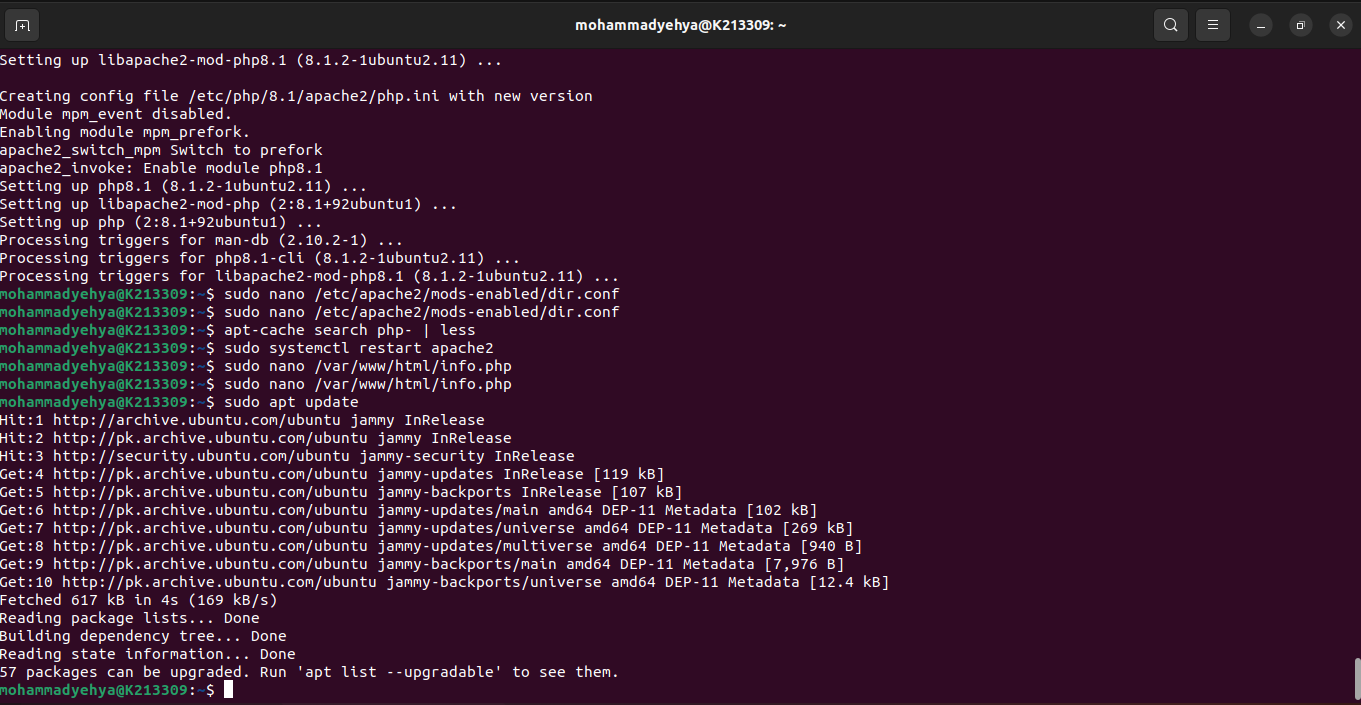 mohammadyehya@K213309: ~
Setting up libapache2-mod-php8.1 (8.1.2-1ubuntu2.11) ...
Creating config file /etc/php/8.1/apache2/php.ini with new version
Module mpm_event disabled.
Enabling module mpm_prefork.
apache2_switch_mpm Switch to prefork
apache2_invoke: Enable module php8.1
Setting up php8.1 (8.1.2-1ubuntu2.11) ...
Setting up libapache2-mod-php (2:8.1+92ubuntu1) ...
Setting up php (2:8.1+92ubuntu1) ...
Processing triggers for man-db (2.10.2-1) ...
Processing triggers for php8.1-cli (8.1.2-1ubuntu2.11) ...
Processing triggers for libapache2-mod-php8.1 (8.1.2-1ubuntu2.11) ...
mohammadyehya@K213309:~$ sudo nano /etc/apache2/mods-enabled/dir.conf
mohammadyehya@K213309:~$ sudo nano /etc/apache2/mods-enabled/dir.conf
mohammadyehya@K213309:~$ apt-cache search php- | less
mohammadyehya@K213309:~$ sudo systemctl restart apache2
mohammadyehya@K213309:~$ sudo nano /var/www/html/info.php
mohammadyehya@K213309:~$ sudo nano /var/www/html/info.php
mohammadyehya@K213309:~$ sudo apt update
Hit:1 http://archive.ubuntu.com/ubuntu jammy InRelease
Hit:2 http://pk.archive.ubuntu.com/ubuntu jammy InRelease
Hit:3 http://security.ubuntu.com/ubuntu jammy-security InRelease
Get:4 http://pk.archive.ubuntu.com/ubuntu jammy-updates InRelease [119 kB]
Get:5 http://pk.archive.ubuntu.com/ubuntu jammy-backports InRelease [107 kB]
Get:6 http://pk.archive.ubuntu.com/ubuntu jammy-updates/main amd64 DEP-11 Metadata [102 kB]
Get:7 http://pk.archive.ubuntu.com/ubuntu jammy-updates/universe amd64 DEP-11 Metadata [269 kB]
Get:8 http://pk.archive.ubuntu.com/ubuntu jammy-updates/multiverse amd64 DEP-11 Metadata [940 B]
Get:9 http://pk.archive.ubuntu.com/ubuntu jammy-backports/main amd64 DEP-11 Metadata [7,976 B]
Get:10 http://pk.archive.ubuntu.com/ubuntu jammy-backports/universe amd64 DEP-11 Metadata [12.4 kB]
Fetched 617 kB in 4s (169 kB/s)
Reading package lists... Done
Building dependency tree... Done
Reading state information... Done
57 packages can be upgraded. Run 'apt list --upgradable' to see them.
mohammadyehya@K213309:~$